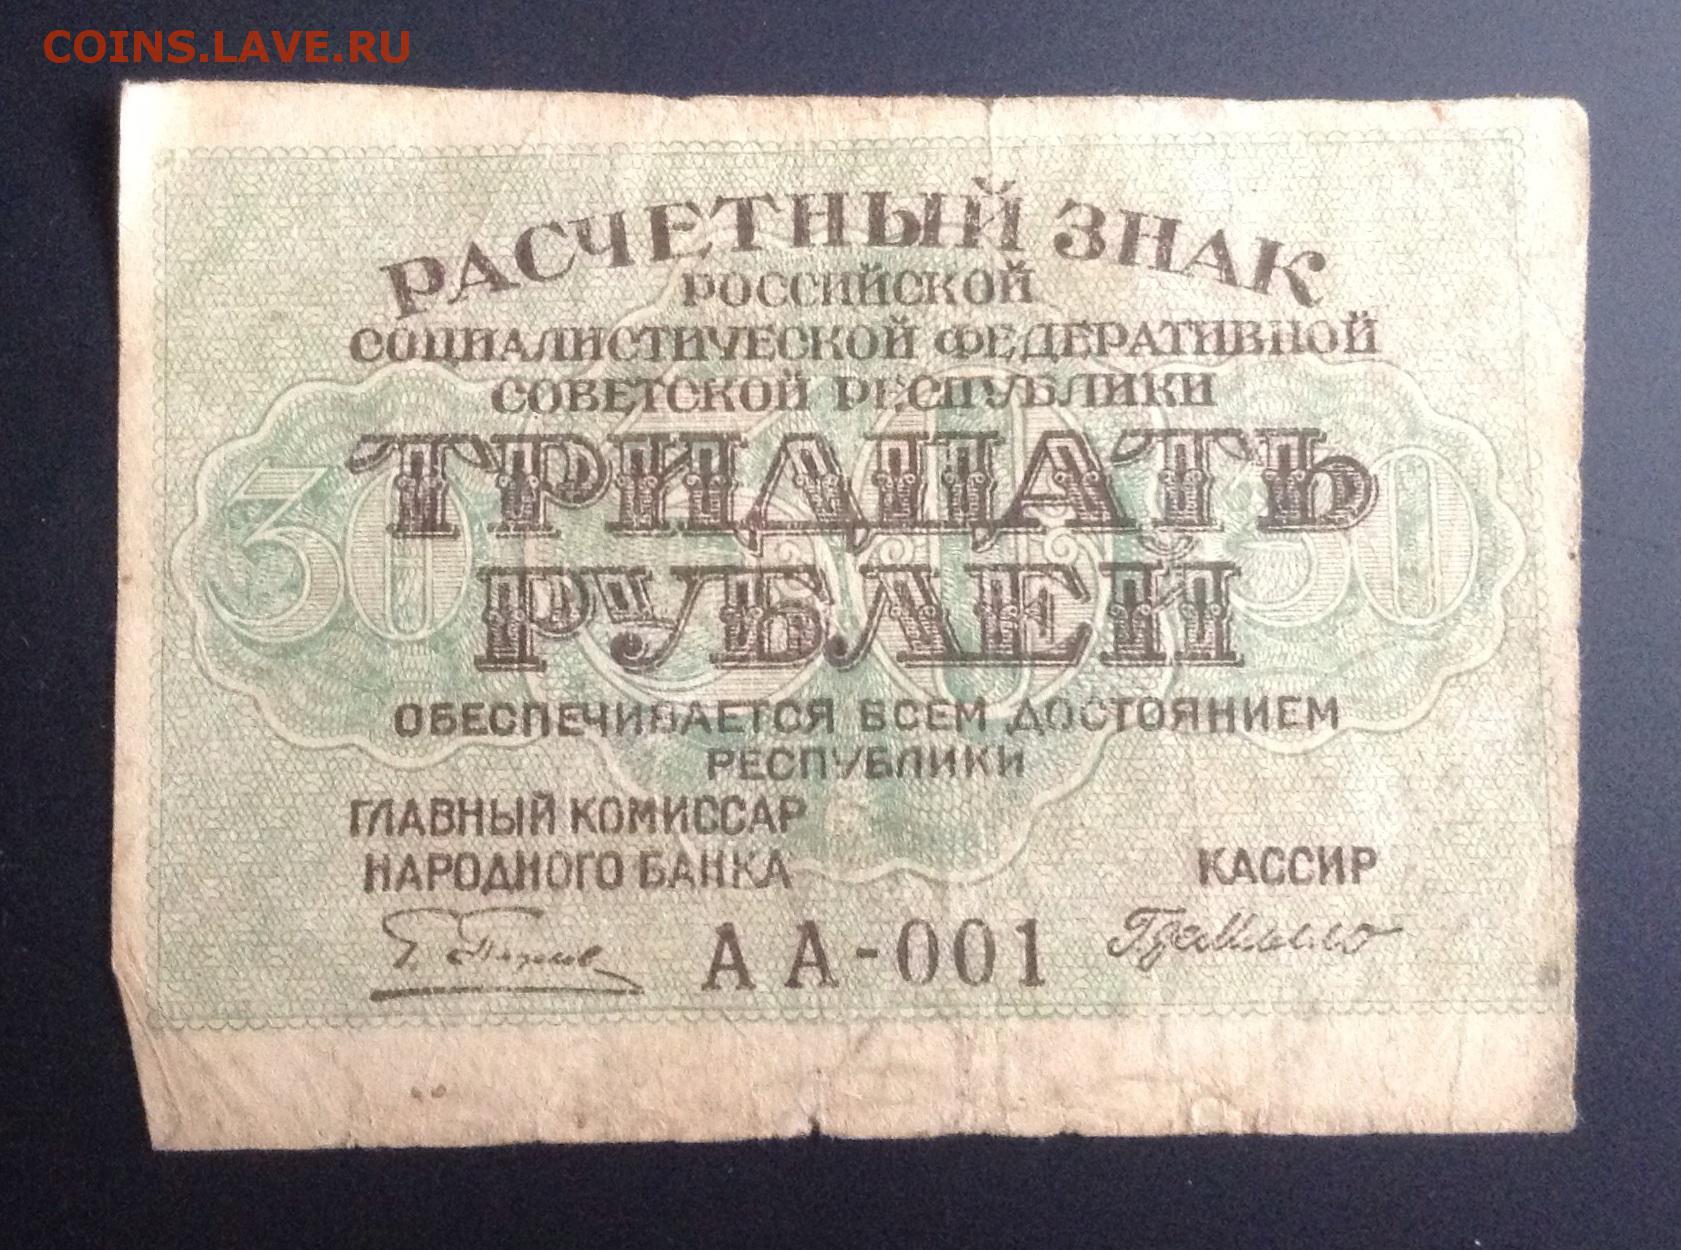 COINS.LAVE.RU
РАСЧЕТНЫЙ ЗНАК
РОССИЙСКОЙ
СОЦИАЛИСТИЧЕСКОЙ ФЕДЕРАТИВНОЙ
СОВЕТСКОЙ РЕСПУБЛИКИ
30 30 30
ТРИДЦАТЬ
РУБЛЕЙ
ОБЕСПЕЧИВАЕТСЯ ВСЕМ ДОСТОЯНИЕМ
РЕСПУБЛИКИ
ГЛАВНЫЙ КОМИССАР
НАРОДНОГО БАНКА
КАССИР
АА-001